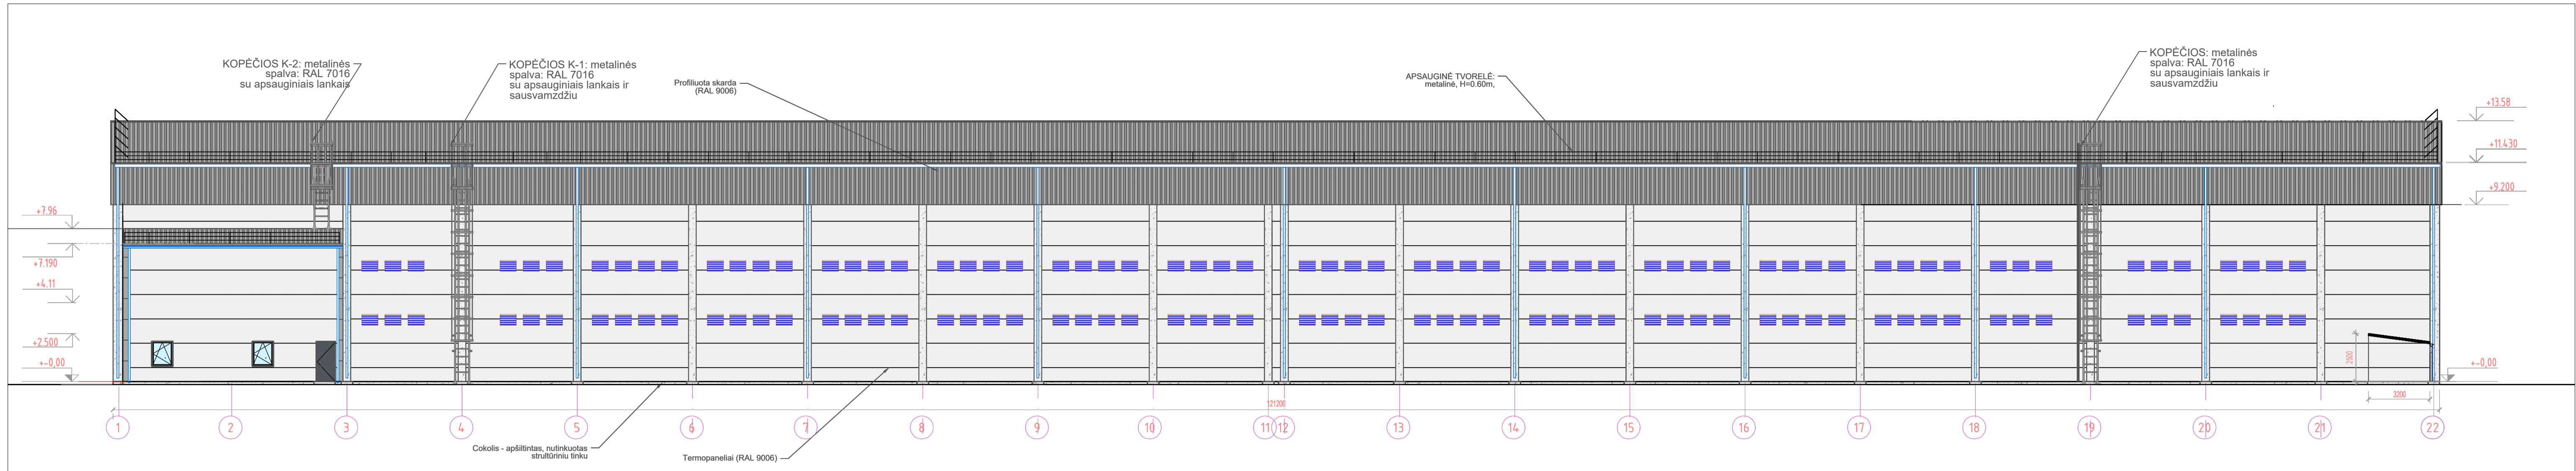 KOPĖČIOS K-2: metalinės
spalva: RAL 7016
su apsauginiais lankais
KOPĖČIOS K-1: metalinės
spalva: RAL 7016
su apsauginiais lankais ir
sausvamzdžiu
Profiliuota skarda
(RAL 9006)
APSAUGINĖ TVORELĖ:
metalinė, H=0.60m,
KOPĖČIOS: metalinės
spalva: RAL 7016
su apsauginiais lankais ir
sausvamzdžiu
+13.58
+11.430
+9.200
+-0,00
+7.96
+7.190
+4.11
+2.500
+-0,00
2600
3200
121200
1 2 3 4 5 6 7 8 9 10 11 12 13 14 15 16 17 18 19 20 21 22
Cokolis - apšiltintas, nutinkuotas
strultūriniu tinku
Termopaneliai (RAL 9006)